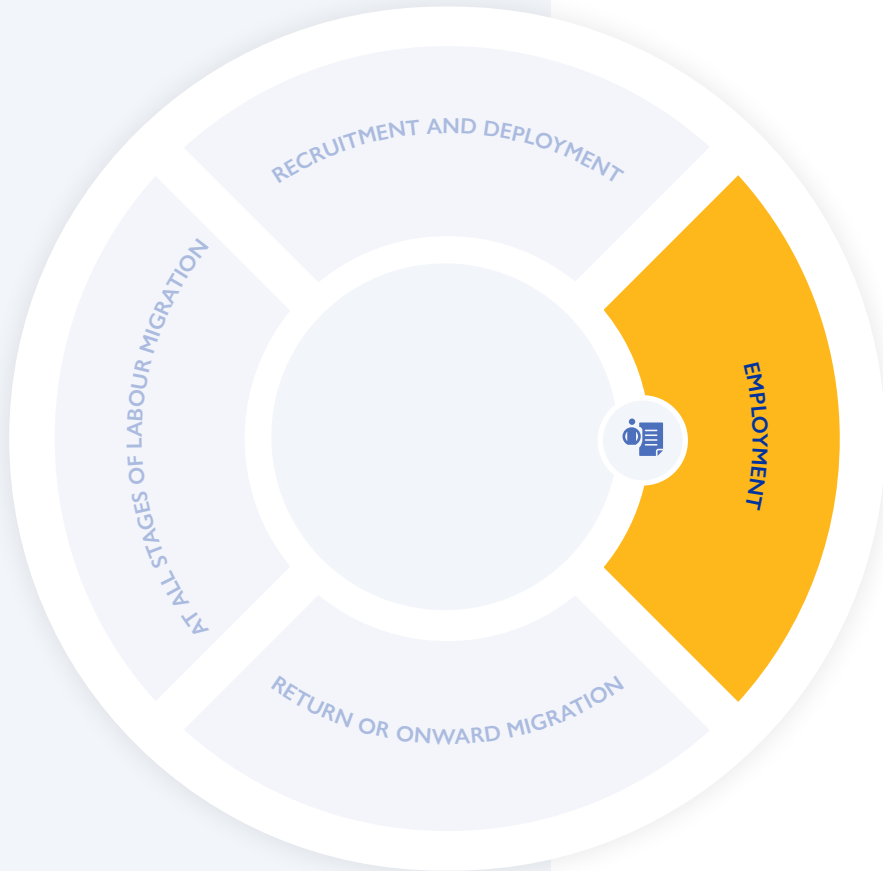 RECRUITMENT AND DEPLOYMENT
EMPLOYMENT
RETURN OR ONWARD MIGRATION
AT ALL STAGES OF LABOUR MIGRATION